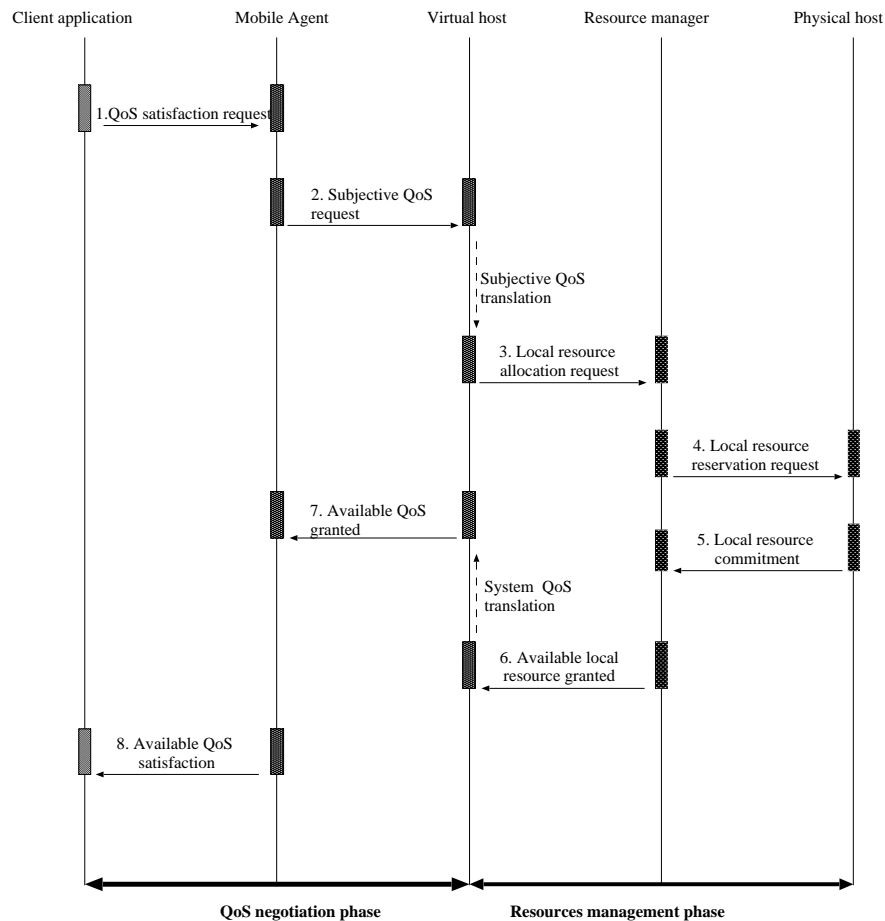 Client application
Mobile Agent
Virtual host
Resource manager
Physical host
1.QoS satisfaction request
2. Subjective QoS
request
Subjective QoS
translation
3. Local resource
allocation request
4. Local resource
reservation request
7. Available QoS
granted
5. Local resource
commitment
System QoS
translation
6. Available local
resource granted
8. Available QoS
satisfaction
QoS negotiation phase
Resources management phase